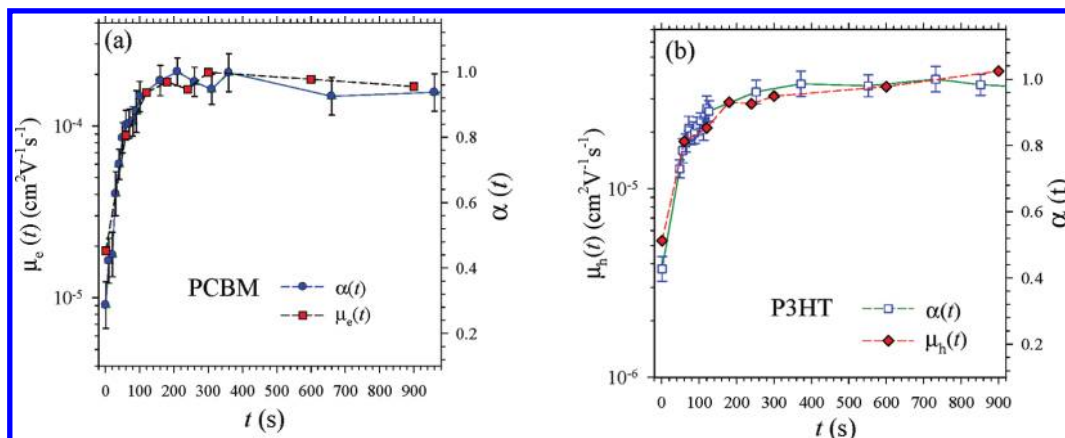 (a)
μe (t) (cm²V⁻¹s⁻¹)
10⁻⁴
10⁻⁵
1.0
0.8
0.6
0.4
0.2
α (t)
PCBM
α(t)
μe(t)
0 100 200 300 400 500 600 700 800 900
t (s)
(b)
μh(t) (cm²V⁻¹s⁻¹)
10⁻⁵
10⁻⁶
1.0
0.8
0.6
0.4
0.2
α (t)
P3HT
α(t)
μh(t)
0 100 200 300 400 500 600 700 800 900
t (s)